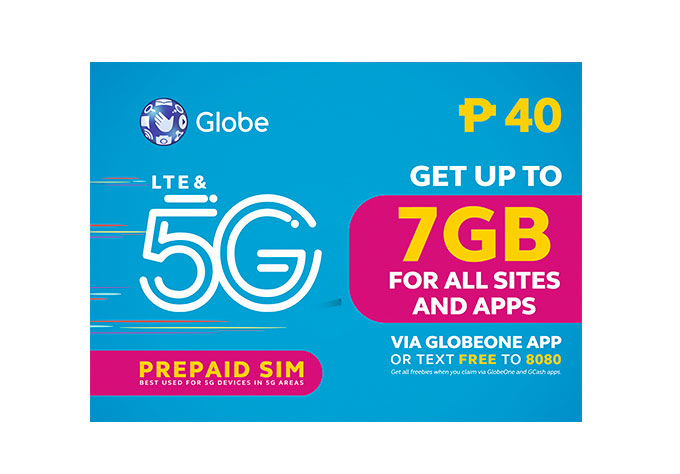 Globe
₱ 40
LTE &
5G
GET UP TO
7GB
FOR ALL SITES
AND APPS
VIA GLOBEONE APP
OR TEXT FREE TO 8080
Get all freebies when you claim via GlobeOne and GCash apps.
PREPAID SIM
BEST USED FOR 5G DEVICES IN 5G AREAS